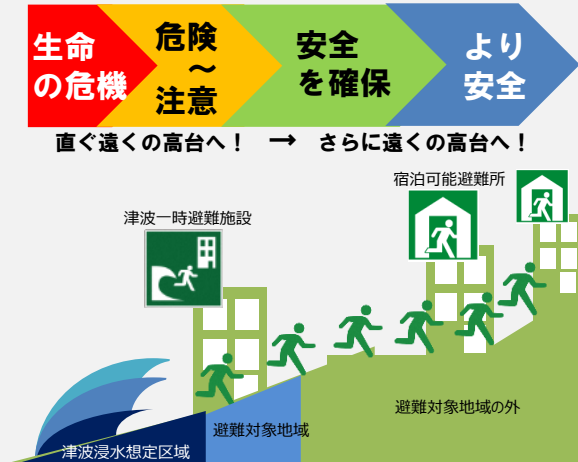 生命
の危機
危険
～
注意
安全
を確保
より
安全
直ぐ遠くの高台へ！ → さらに遠くの高台へ！
宿泊可能避難所
津波一時避難施設
避難対象地域の外
避難対象地域
津波浸水想定区域